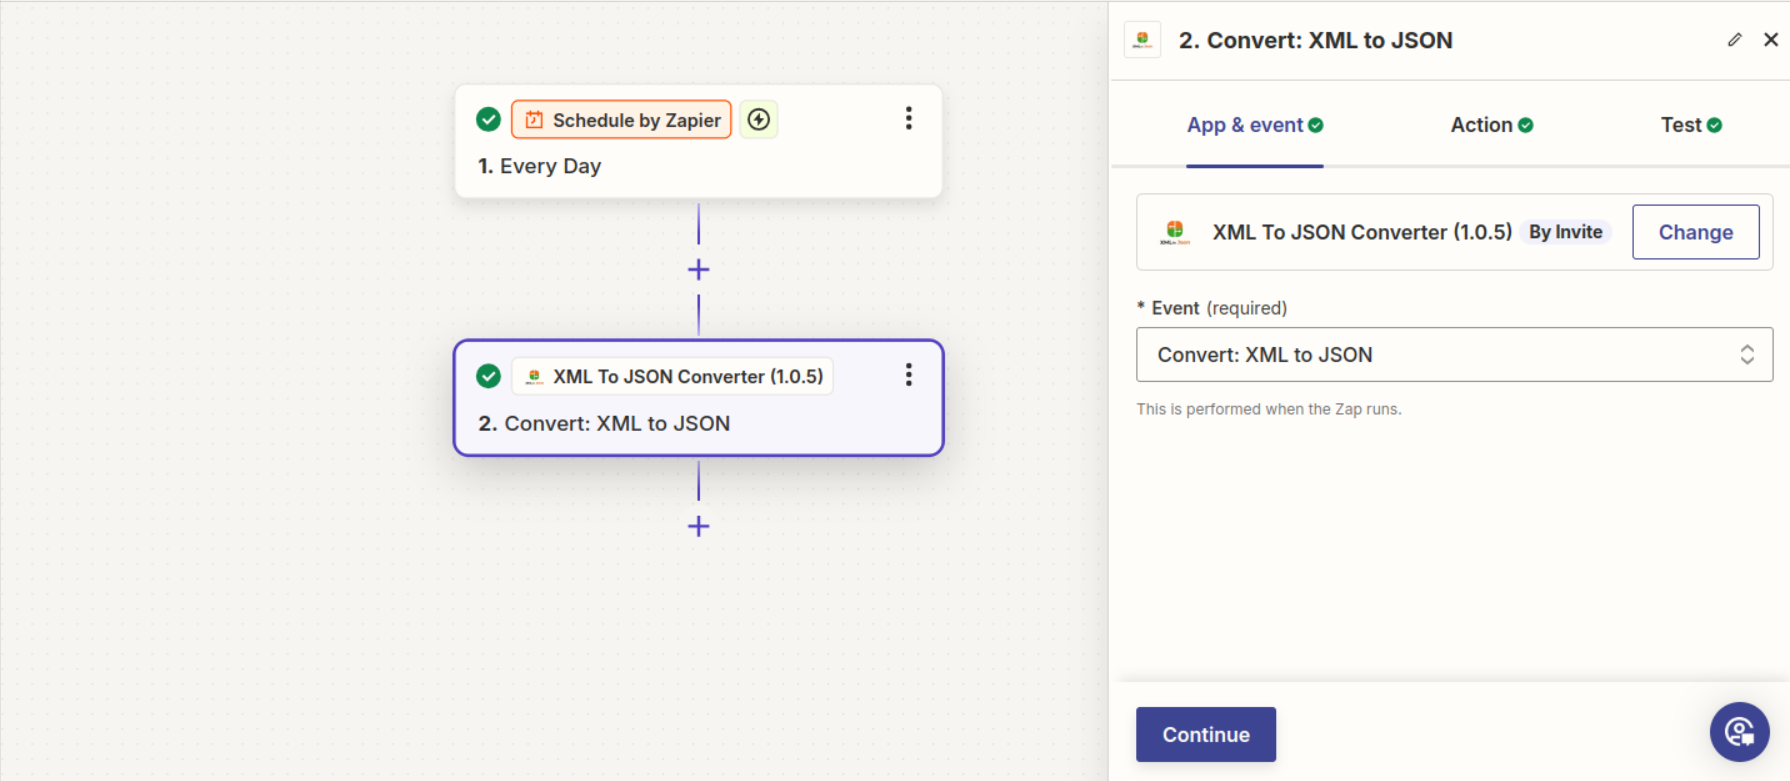 Schedule by Zapier
1. Every Day
XML To JSON Converter (1.0.5)
2. Convert: XML to JSON
2. Convert: XML to JSON
App & event
Action
Test
XML To JSON Converter (1.0.5)
By Invite
Change
* Event (required)
Convert: XML to JSON
This is performed when the Zap runs.
Continue